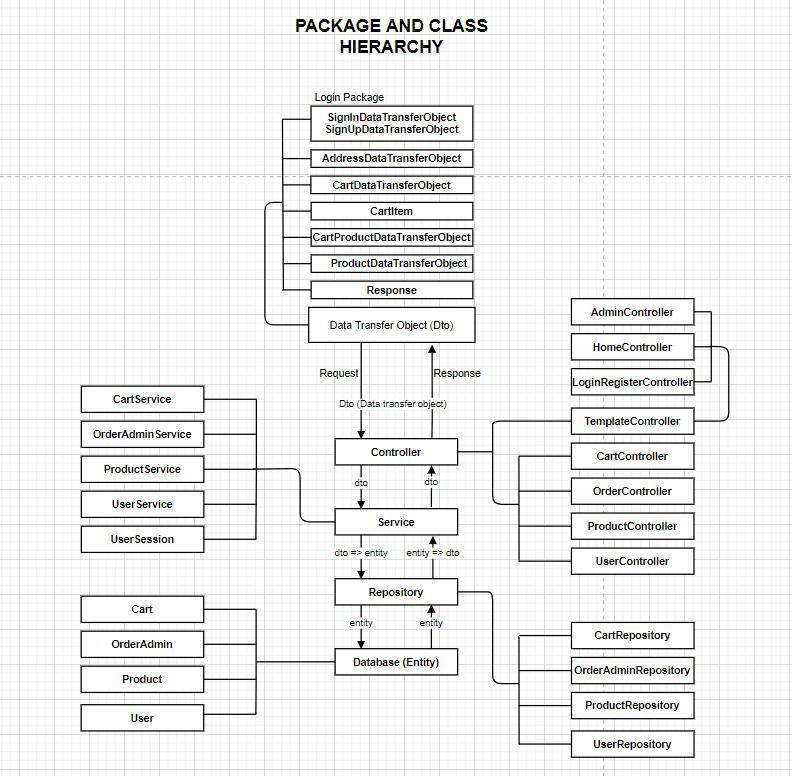 PACKAGE AND CLASS
HIERARCHY
Login Package
SignInDataTransferObject
SignUpDataTransferObject
AddressDataTransferObject
CartDataTransferObject
CartItem
CartProductDataTransferObject
ProductDataTransferObject
Response
Data Transfer Object (Dto)
Request
Response
Dto (Data transfer object)
Controller
dto
dto
Service
dto => entity
entity => dto
Repository
entity
entity
Database (Entity)
CartService
OrderAdminService
ProductService
UserService
UserSession
Cart
OrderAdmin
Product
User
AdminController
HomeController
LoginRegisterController
TemplateController
CartController
OrderController
ProductController
UserController
CartRepository
OrderAdminRepository
ProductRepository
UserRepository